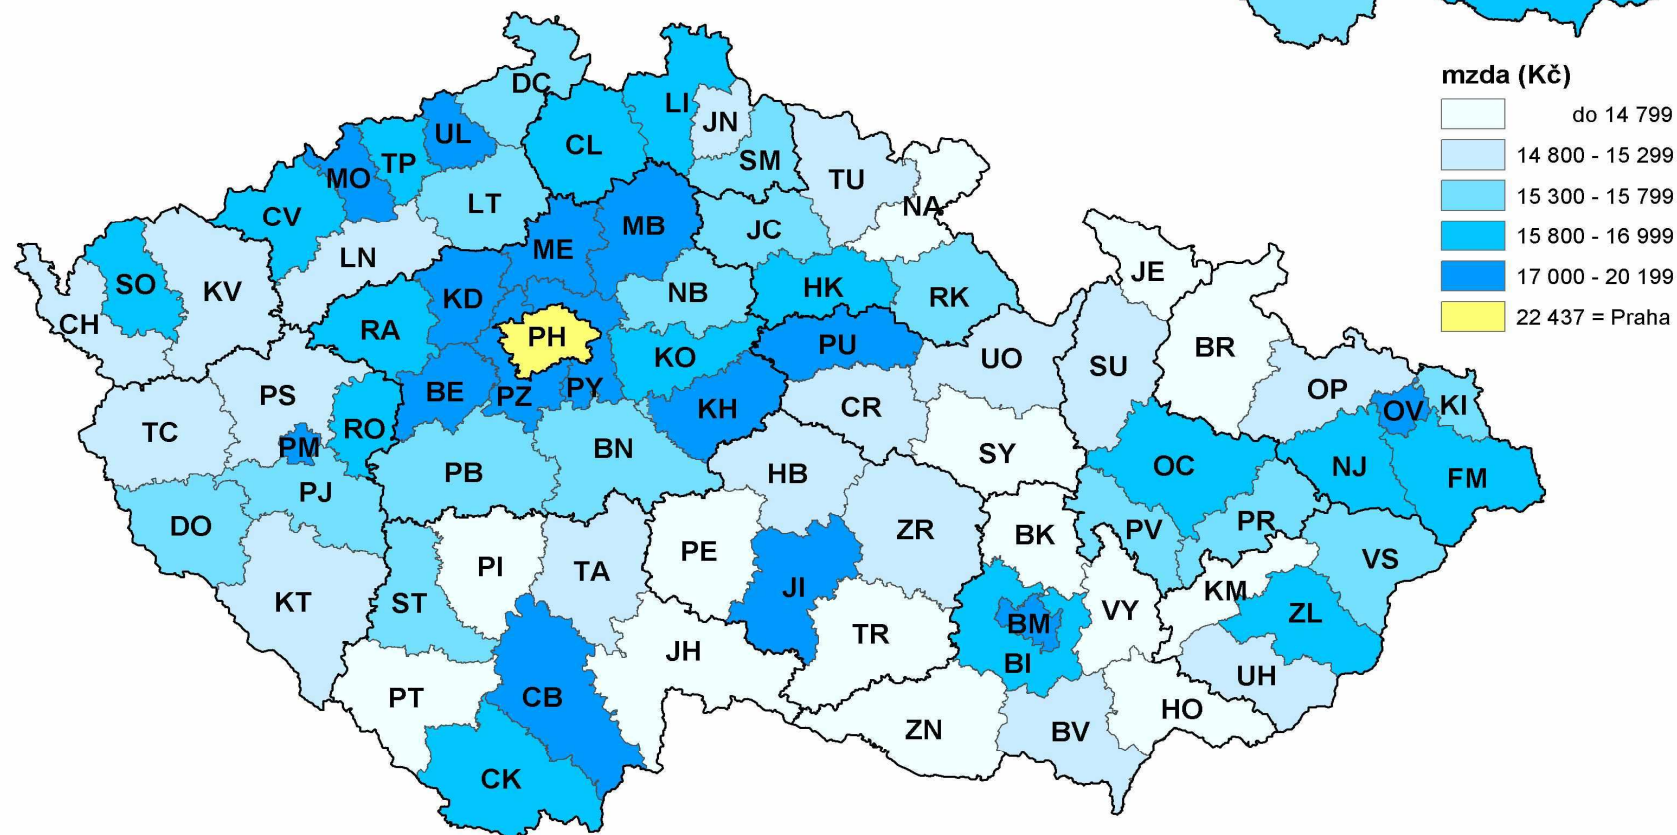 mzda (Kč)
do 14 799
14 800 - 15 299
15 300 - 15 799
15 800 - 16 999
17 000 - 20 199
22 437 = Praha
DC
LI
JN
UL
CL
TP
SM
MO
TU
LT
NA
CV
MB
JC
ME
LN
JE
SO
KV
NB
HK
RK
KD
CH
RA
PH
PU
BR
KO
UO
SU
BE
PZ
PY
OP
PS
KH
CR
KI
OV
TC
RO
PM
BN
SY
OC
NJ
PB
HB
FM
PJ
DO
ZR
BK
PV
PR
PE
VS
PI
TA
JI
KM
KT
ST
VY
ZL
BM
TR
JH
BI
UH
PT
CB
HO
ZN
BV
CK